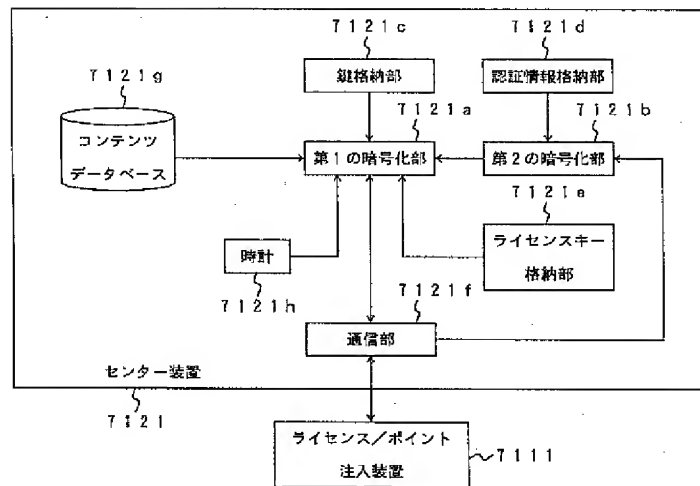 ７１２１ｃ
７１２１ｄ
７１２１ｇ
鍵格納部
認証情報格納部
７１２１ａ
７１２１ｂ
コンテンツ
データベース
第１の暗号化部
第２の暗号化部
７１２１ｅ
時計
ライセンスキー
格納部
７１２１ｈ
７１２１ｆ
通信部
センター装置
７１２１
ライセンス／ポイント
注入装置
７１１１